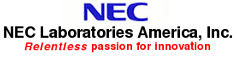 NEC
NEC Laboratories America, Inc.
Relentless passion for innovation